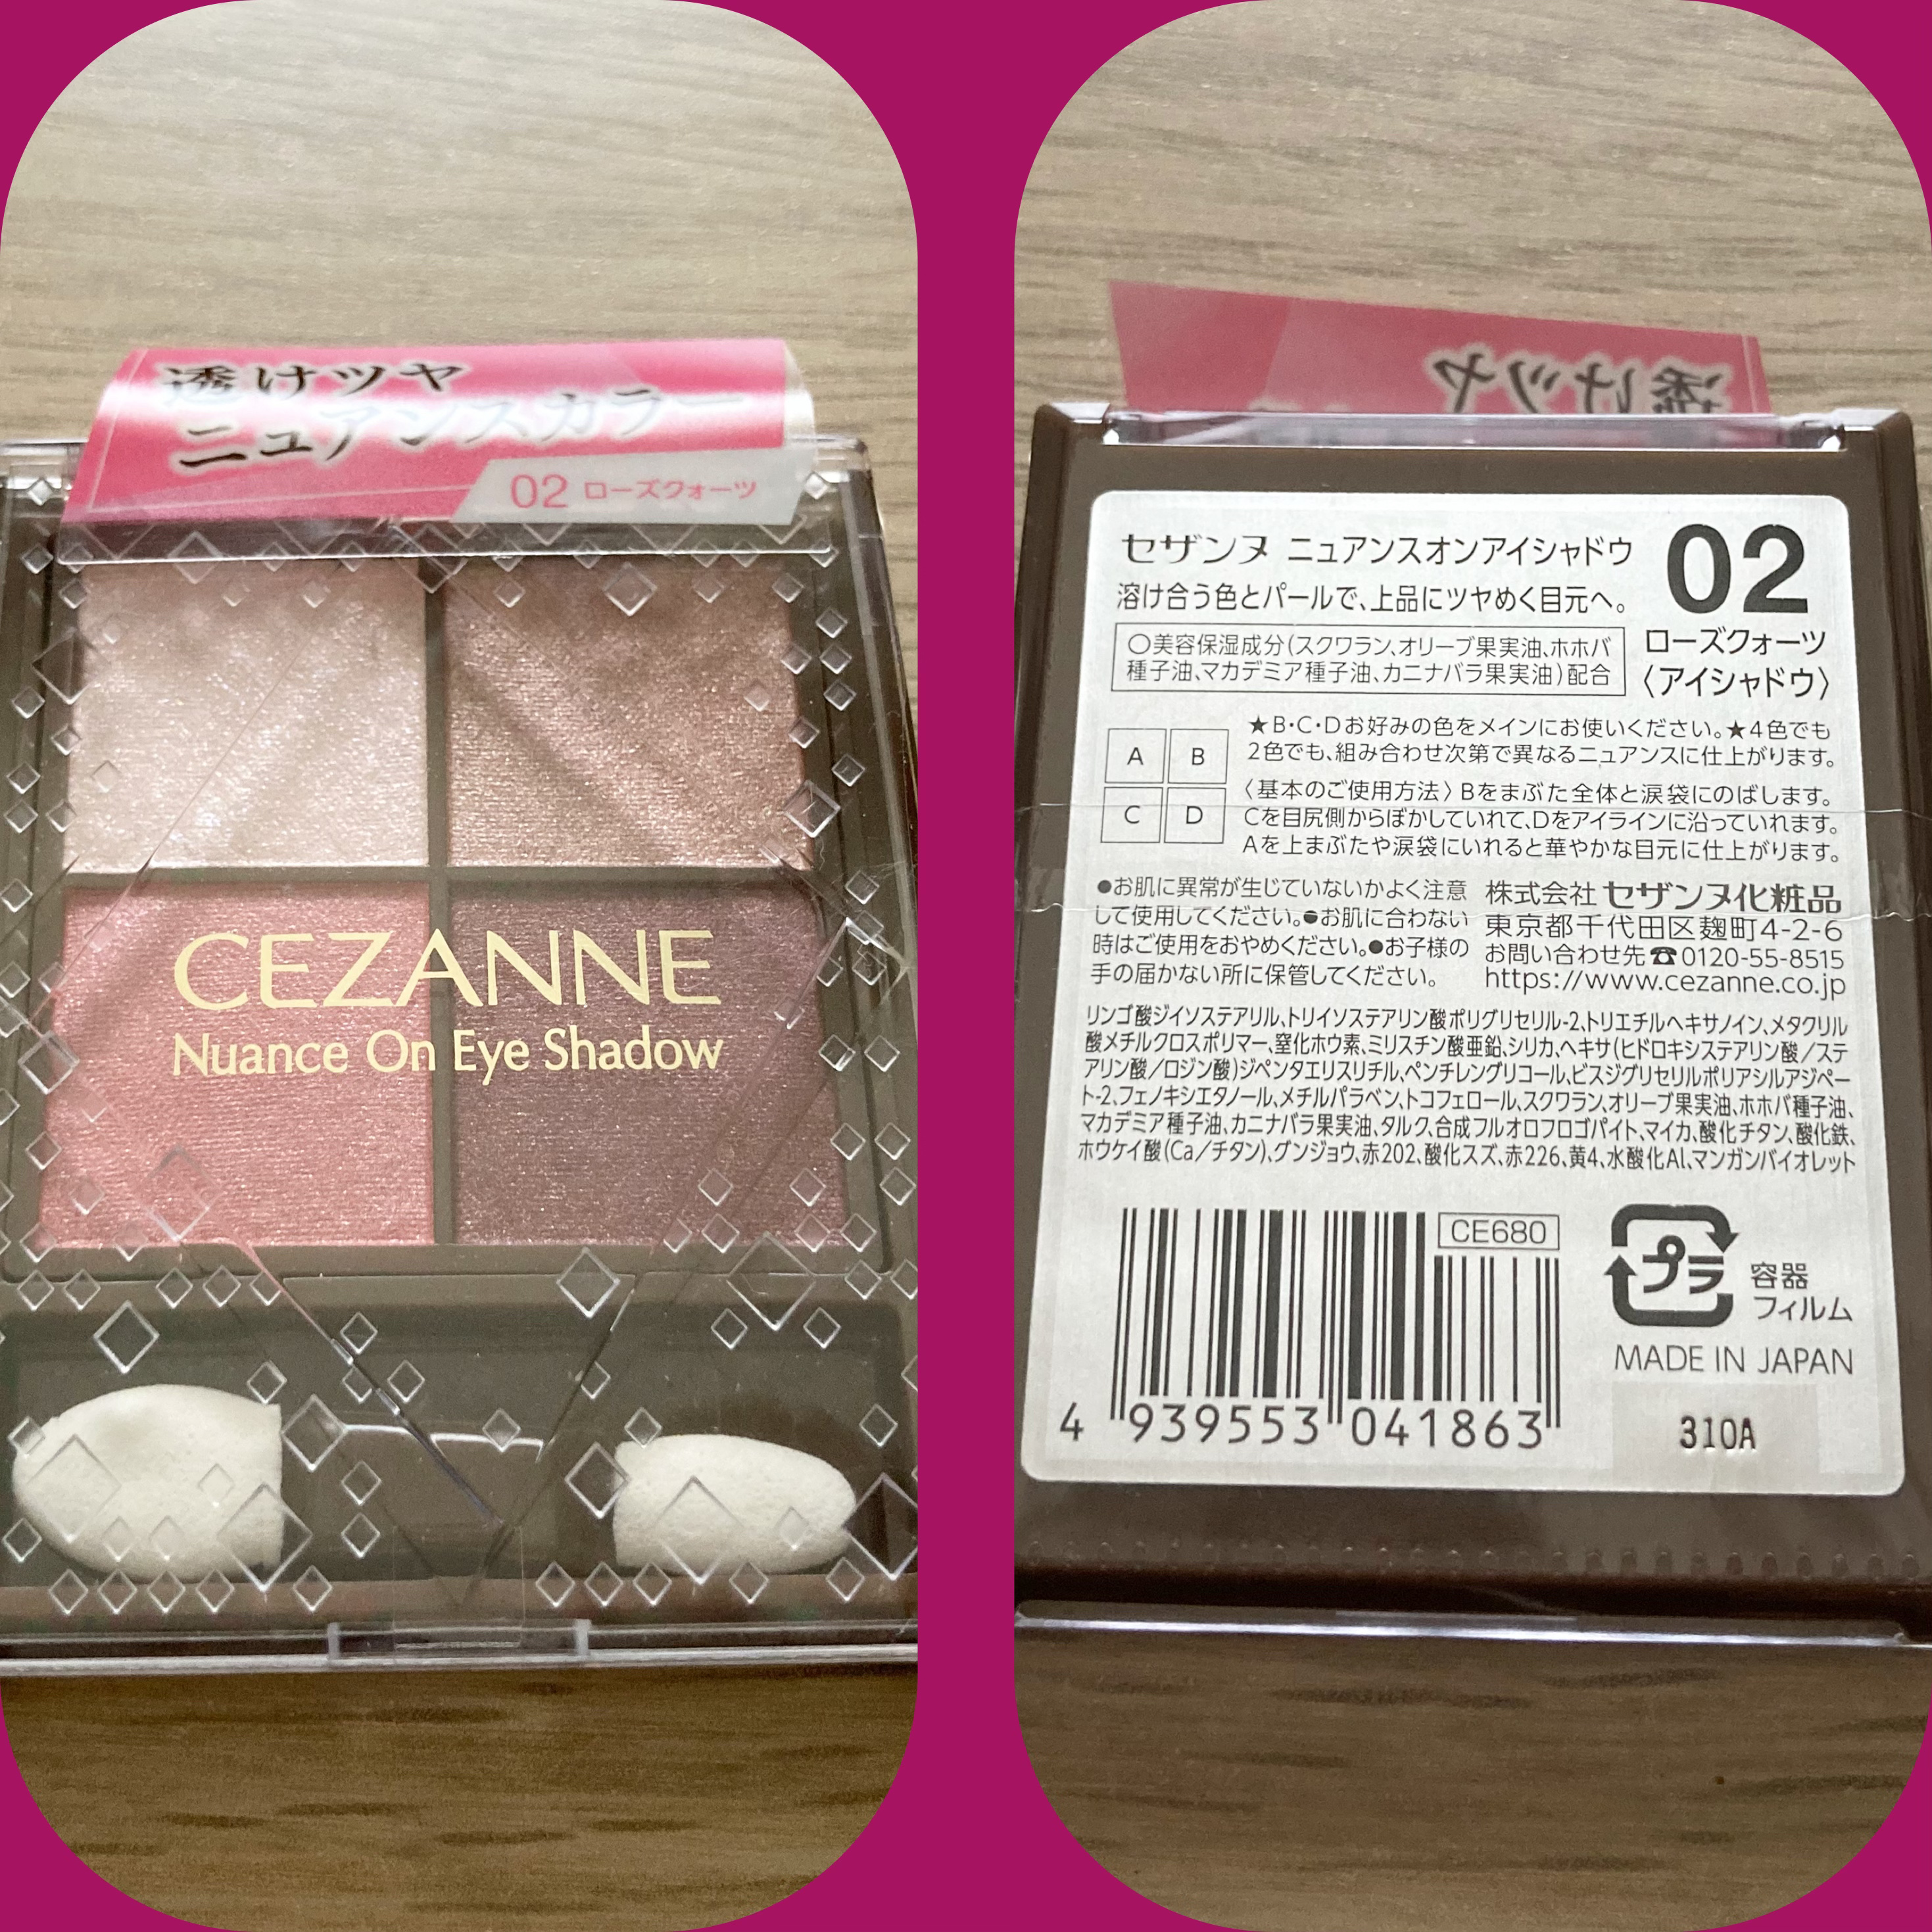 透けツヤ
ニュアンスカラー
02 ローズクォーツ
CEZANNE
Nuance On Eye Shadow
透けツヤ
セザンヌ ニュアンスオンアイシャドウ
溶け合う色とパールで、上品にツヤめく目元へ。
02
ローズクォーツ
〈アイシャドウ〉
○美容保湿成分(スクワラン、オリーブ果実油、ホホバ
種子油、マカデミア種子油、カニナバラ果実油)配合
A B
C D
★B・C・Dお好みの色をメインにお使いください。★4色でも
2色でも、組み合わせ次第で異なるニュアンスに仕上がります。
〈基本のご使用方法〉Bをまぶた全体と涙袋にのばします。
Cを目尻側からぼかしていれて、Dをアイラインに沿っていれます。
Aを上まぶたや涙袋にいれると華やかな目元に仕上がります。
●お肌に異常が生じていないかよく注意
して使用してください。●お肌に合わない
時はご使用をおやめください。●お子様の
手の届かない所に保管してください。
株式会社 セザンヌ化粧品
東京都千代田区麹町4-2-6
お問い合わせ先☎0120-55-8515
https://www.cezanne.co.jp
リンゴ酸ジイソステアリル、トリイソステアリン酸ポリグリセリル-2、トリエチルヘキサノイン、メタクリル
酸メチルクロスポリマー、窒化ホウ素、ミリスチン酸亜鉛、シリカ、ヘキサ(ヒドロキシステアリン酸/ステ
アリン酸/ロジン酸)ジペンタエリスリチル、ペンチレングリコール、ビスジグリセリルポリアシルアジペー
ト-2、フェノキシエタノール、メチルパラベン、トコフェロール、スクワラン、オリーブ果実油、ホホバ種子油、
マカデミア種子油、カニナバラ果実油、タルク、合成フルオロフロゴパイト、マイカ、酸化チタン、酸化鉄、
ホウケイ酸(Ca/チタン)、グンジョウ、赤202、酸化スズ、赤226、黄4、水酸化Al、マンガンバイオレット
CE680
プラ
容器
フィルム
MADE IN JAPAN
4 939553 041863
310A